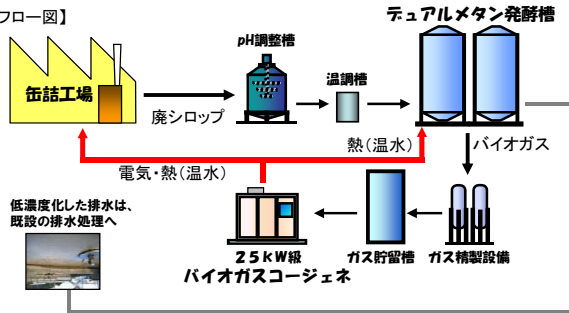 フロー図】
デュアルメタン発酵槽
pH調整槽
温調槽
缶詰工場
廃シロップ
熱(温水)
バイオガス
電気・熱(温水)
低濃度化した排水は、
既設の排水処理へ
25kW級
バイオガスコージェネ
ガス貯留槽
ガス精製設備